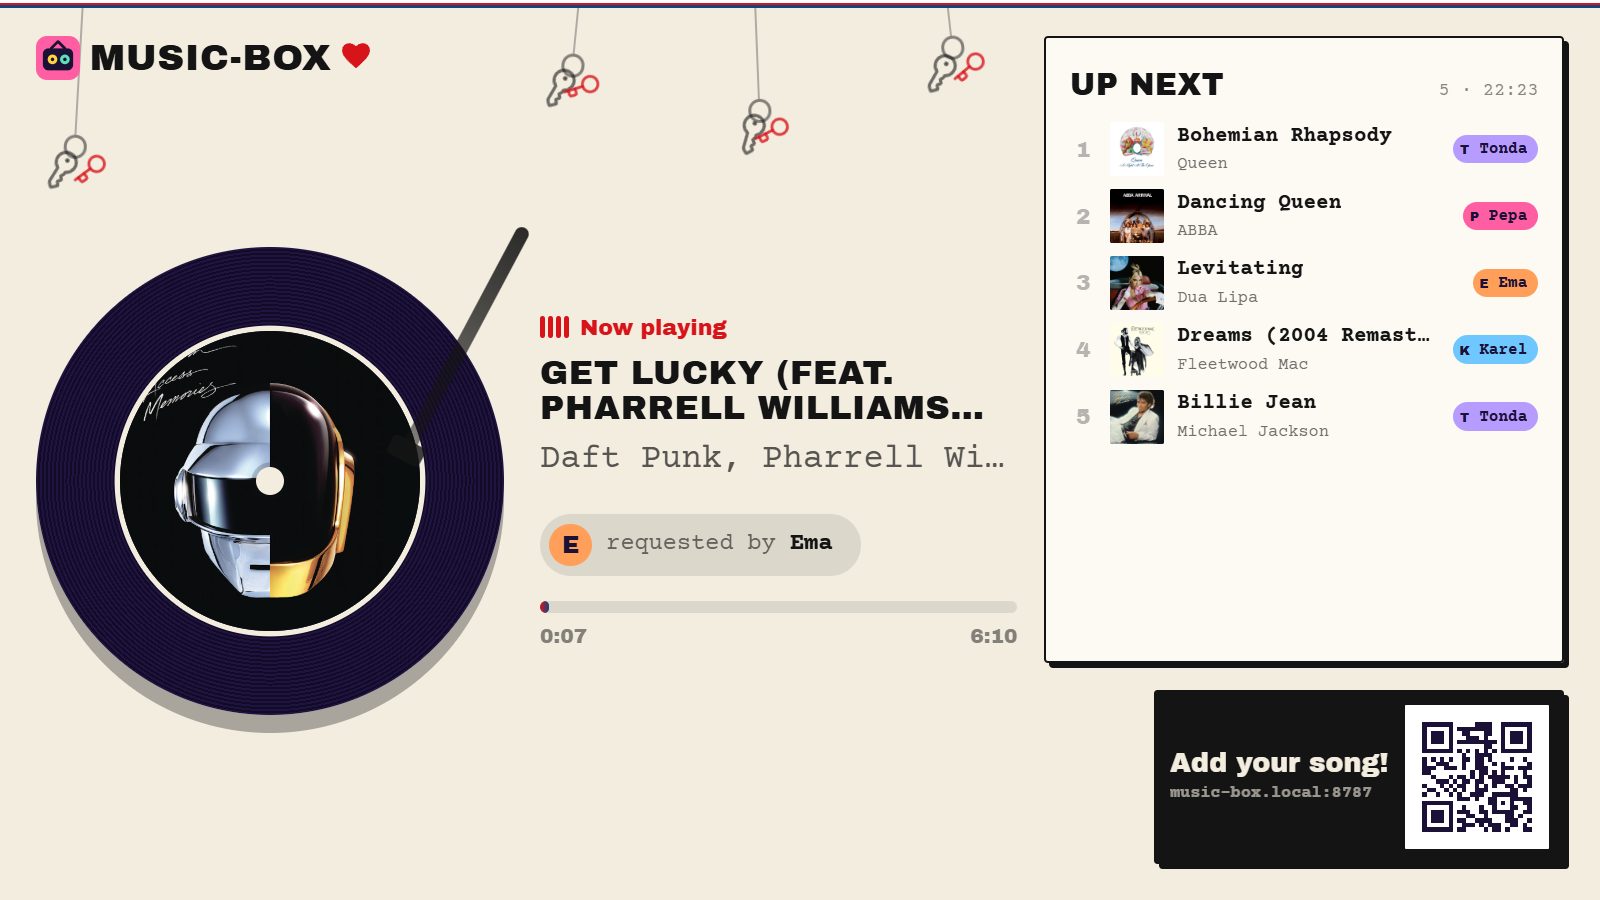 MUSIC-BOX
UP NEXT
5 · 22:23
1
Bohemian Rhapsody
Queen
T Tonda
2
Dancing Queen
ABBA
P Pepa
3
Levitating
Dua Lipa
E Ema
4
Dreams (2004 Remast…
Fleetwood Mac
K Karel
5
Billie Jean
Michael Jackson
T Tonda
Access
Memories
Now playing
GET LUCKY (FEAT.
PHARRELL WILLIAMS…
Daft Punk, Pharrell Wi…
E requested by Ema
0:07
6:10
Add your song!
music-box.local:8787